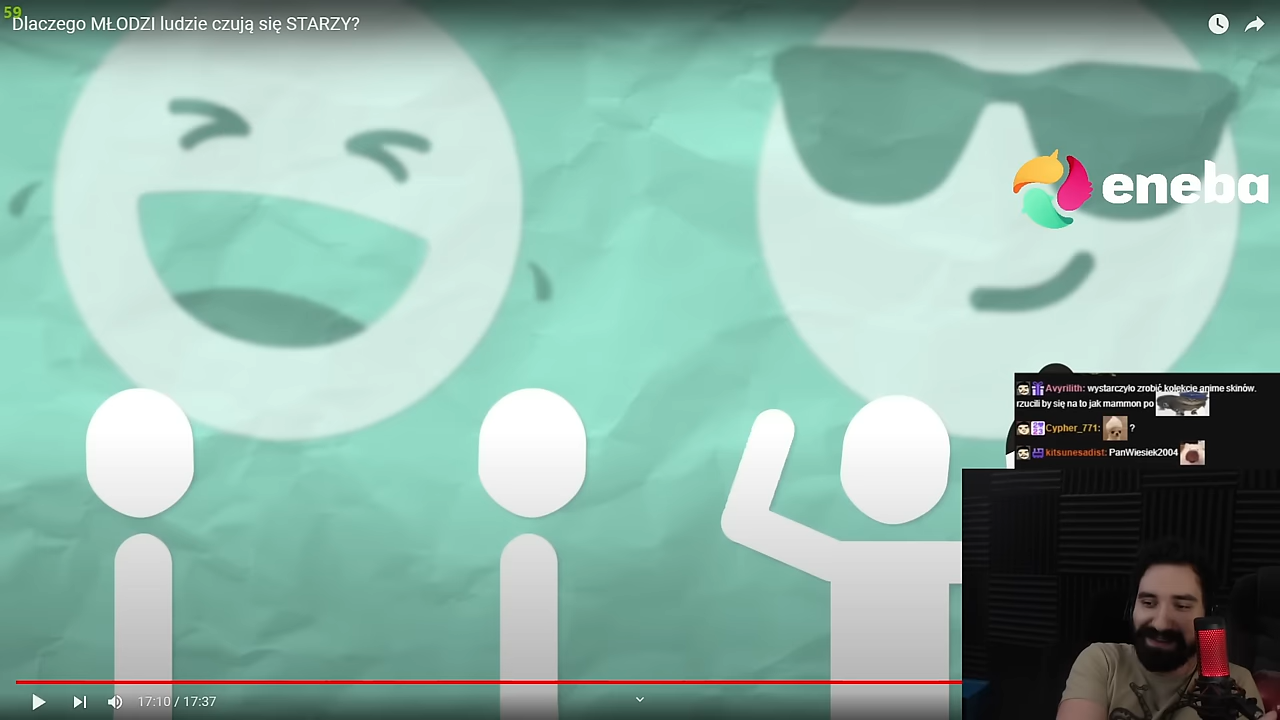 59
Dlaczego MŁODZI ludzie czują się STARZY?
eneba
Avyrilith: wystarczyło zrobić kolekcje anime skinów.
rzucili by się na to jak mammon po
Cypher_771: ?
kitsunesadist: PanWiesiek2004
17:10 / 17:37